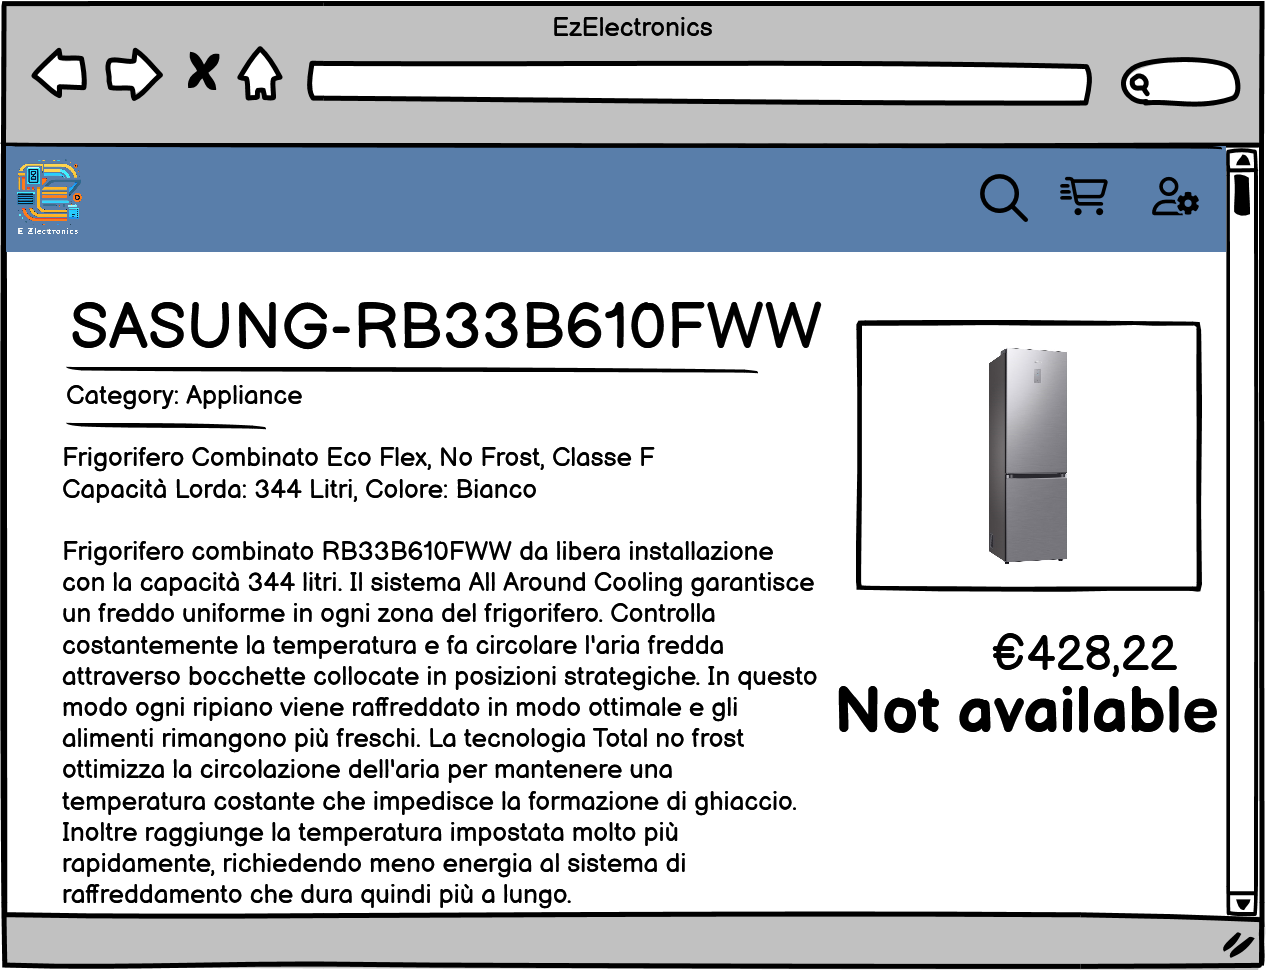 EzElectronics
E Zlectronics
SASUNG-RB33B610FWW
Category: Appliance
Frigorifero Combinato Eco Flex, No Frost, Classe F
Capacità Lorda: 344 Litri, Colore: Bianco
Frigorifero combinato RB33B610FWW da libera installazione
con la capacità 344 litri. Il sistema All Around Cooling garantisce
un freddo uniforme in ogni zona del frigorifero. Controlla
costantemente la temperatura e fa circolare l'aria fredda
attraverso bocchette collocate in posizioni strategiche. In questo
modo ogni ripiano viene raffreddato in modo ottimale e gli
alimenti rimangono più freschi. La tecnologia Total no frost
ottimizza la circolazione dell'aria per mantenere una
temperatura costante che impedisce la formazione di ghiaccio.
Inoltre raggiunge la temperatura impostata molto più
rapidamente, richiedendo meno energia al sistema di
raffreddamento che dura quindi più a lungo.
€428,22
Not available